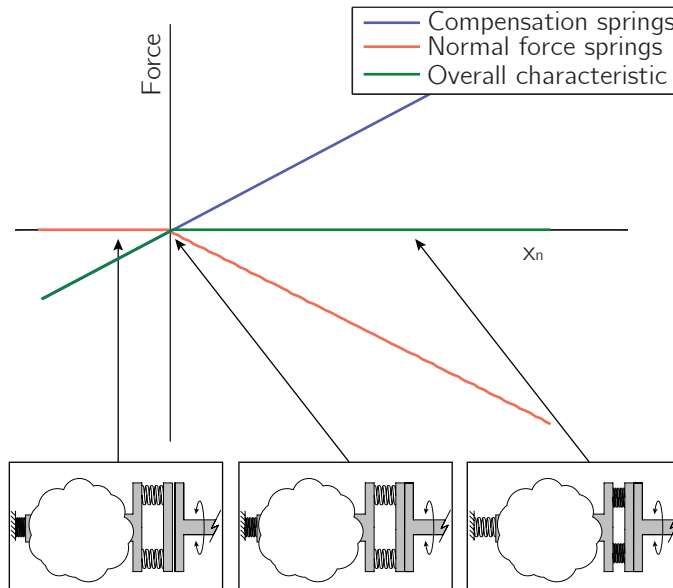 Compensation springs
Normal force springs
Overall characteristic
Force
xn